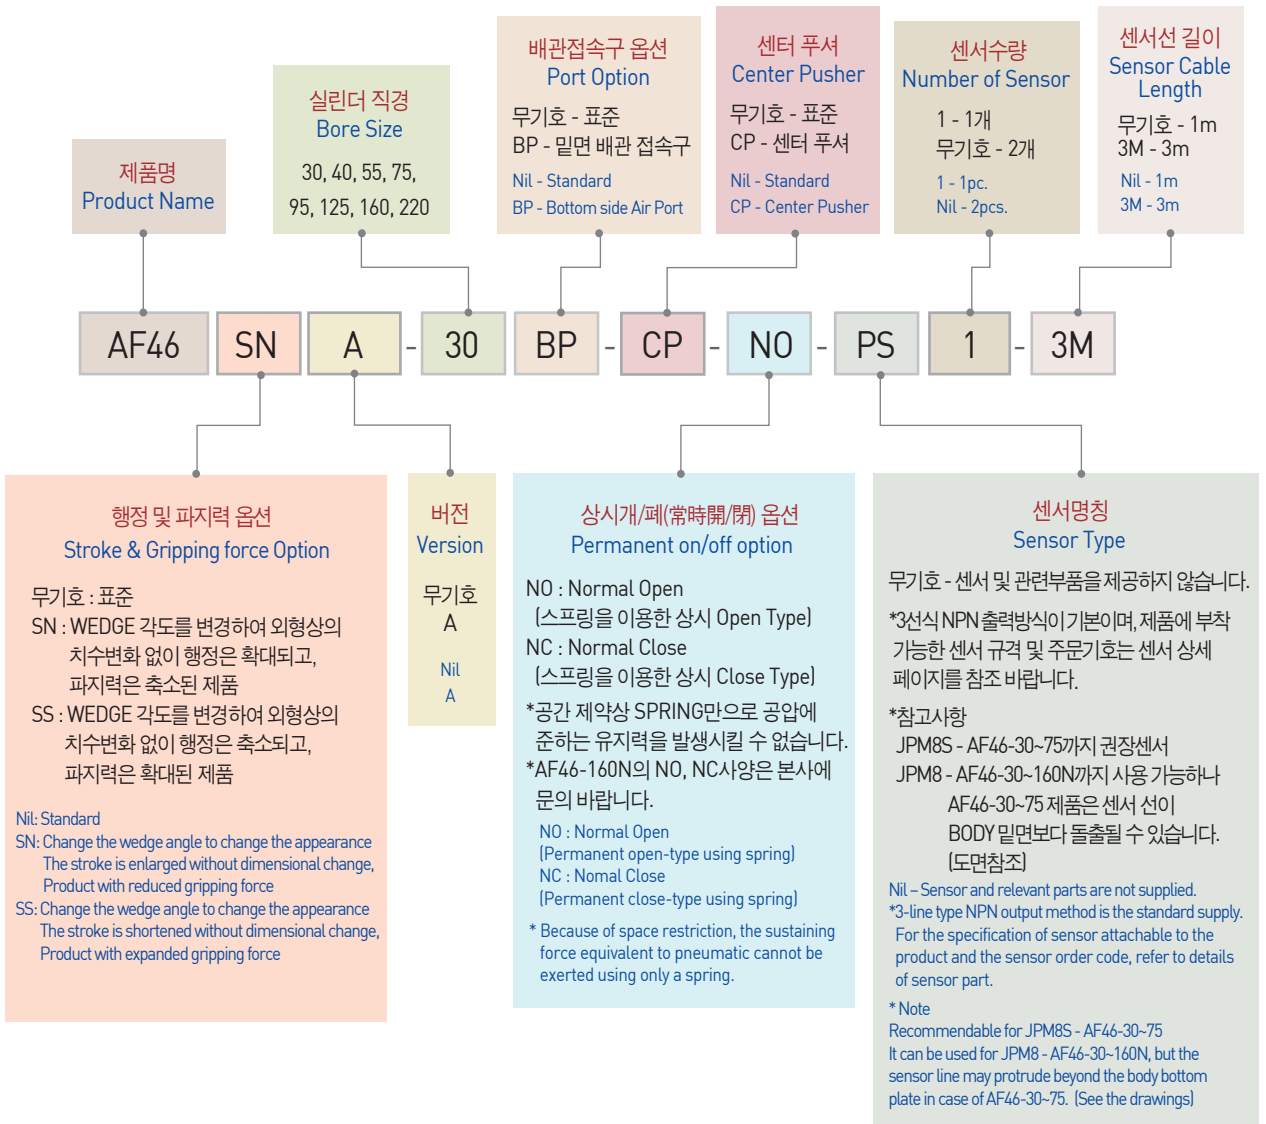 제품명
Product Name
실린더 직경
Bore Size
30, 40, 55, 75,
95, 125, 160, 220
배관접속구 옵션
Port Option
무기호 - 표준
BP - 밑면 배관 접속구
Nil - Standard
BP - Bottom side Air Port
센터 푸셔
Center Pusher
무기호 - 표준
CP - 센터 푸셔
Nil - Standard
CP - Center Pusher
센서수량
Number of Sensor
1 - 1개
무기호 - 2개
1 - 1pc.
Nil - 2pcs.
센서선 길이
Sensor Cable
Length
무기호 - 1m
3M - 3m
Nil - 1m
3M - 3m
AF46 SN A - 30 BP - CP - NO - PS 1 - 3M
행정 및 파지력 옵션
Stroke & Gripping force Option
무기호 : 표준
SN : WEDGE 각도를 변경하여 외형상의
치수변화 없이 행정은 확대되고,
파지력은 축소된 제품
SS : WEDGE 각도를 변경하여 외형상의
치수변화 없이 행정은 축소되고,
파지력은 확대된 제품
Nil: Standard
SN: Change the wedge angle to change the appearance
The stroke is enlarged without dimensional change,
Product with reduced gripping force
SS: Change the wedge angle to change the appearance
The stroke is shortened without dimensional change,
Product with expanded gripping force
버전
Version
무기호
A
Nil
A
상시개/폐(常時開/閉) 옵션
Permanent on/off option
NO : Normal Open
(스프링을 이용한 상시 Open Type)
NC : Normal Close
(스프링을 이용한 상시 Close Type)
*공간 제약상 SPRING만으로 공압에
준하는 유지력을 발생시킬 수 없습니다.
*AF46-160N의 NO, NC사양은 본사에
문의 바랍니다.
NO : Normal Open
(Permanent open-type using spring)
NC : Nomal Close
(Permanent close-type using spring)
* Because of space restriction, the sustaining
force equivalent to pneumatic cannot be
exerted using only a spring.
센서명칭
Sensor Type
무기호 - 센서 및 관련부품을 제공하지 않습니다.
*3선식 NPN 출력방식이 기본이며, 제품에 부착
가능한 센서 규격 및 주문기호는 센서 상세
페이지를 참조 바랍니다.
*참고사항
JPM8S - AF46-30~75까지 권장센서
JPM8 - AF46-30~160N까지 사용 가능하나
AF46-30~75 제품은 센서 선이
BODY 밑면보다 돌출될 수 있습니다.
(도면참조)
Nil – Sensor and relevant parts are not supplied.
*3-line type NPN output method is the standard supply.
For the specification of sensor attachable to the
product and the sensor order code, refer to details
of sensor part.
* Note
Recommendable for JPM8S - AF46-30~75
It can be used for JPM8 - AF46-30~160N, but the
sensor line may protrude beyond the body bottom
plate in case of AF46-30~75. (See the drawings)